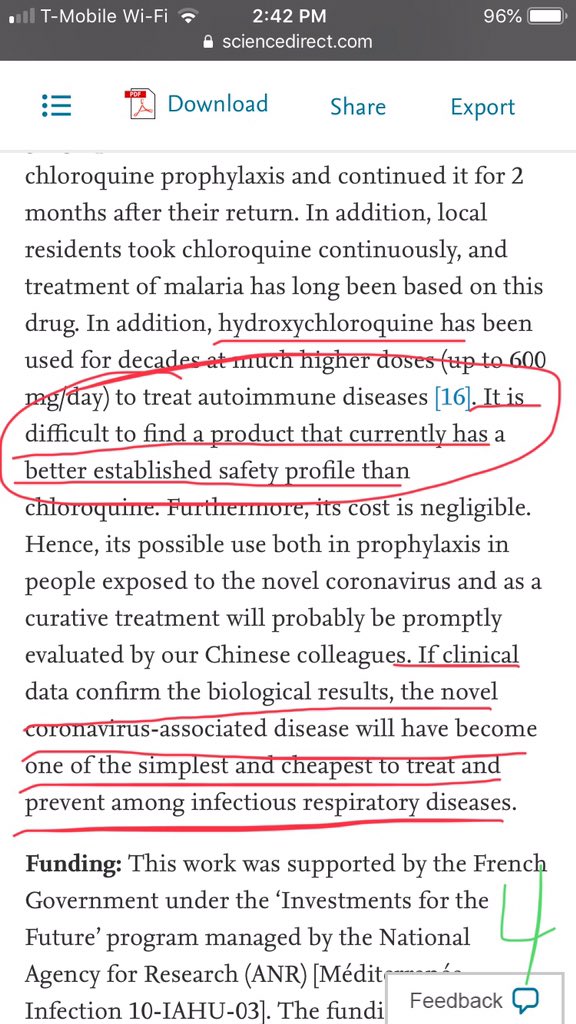 T-Mobile Wi-Fi 2:42 PM 96%
sciencedirect.com
PDF Download Share Export
chloroquine prophylaxis and continued it for 2
months after their return. In addition, local
residents took chloroquine continuously, and
treatment of malaria has long been based on this
drug. In addition, hydroxychloroquine has been
used for decades at much higher doses (up to 600
mg/day) to treat autoimmune diseases [16]. It is
difficult to find a product that currently has a
better established safety profile than
chloroquine. Furthermore, its cost is negligible.
Hence, its possible use both in prophylaxis in
people exposed to the novel coronavirus and as a
curative treatment will probably be promptly
evaluated by our Chinese colleagues. If clinical
data confirm the biological results, the novel
coronavirus-associated disease will have become
one of the simplest and cheapest to treat and
prevent among infectious respiratory diseases.
Funding: This work was supported by the French
Government under the ‘Investments for the
Future’ program managed by the National
Agency for Research (ANR) [Méditerranée
Infection 10-IAHU-03]. The
4
Feedback